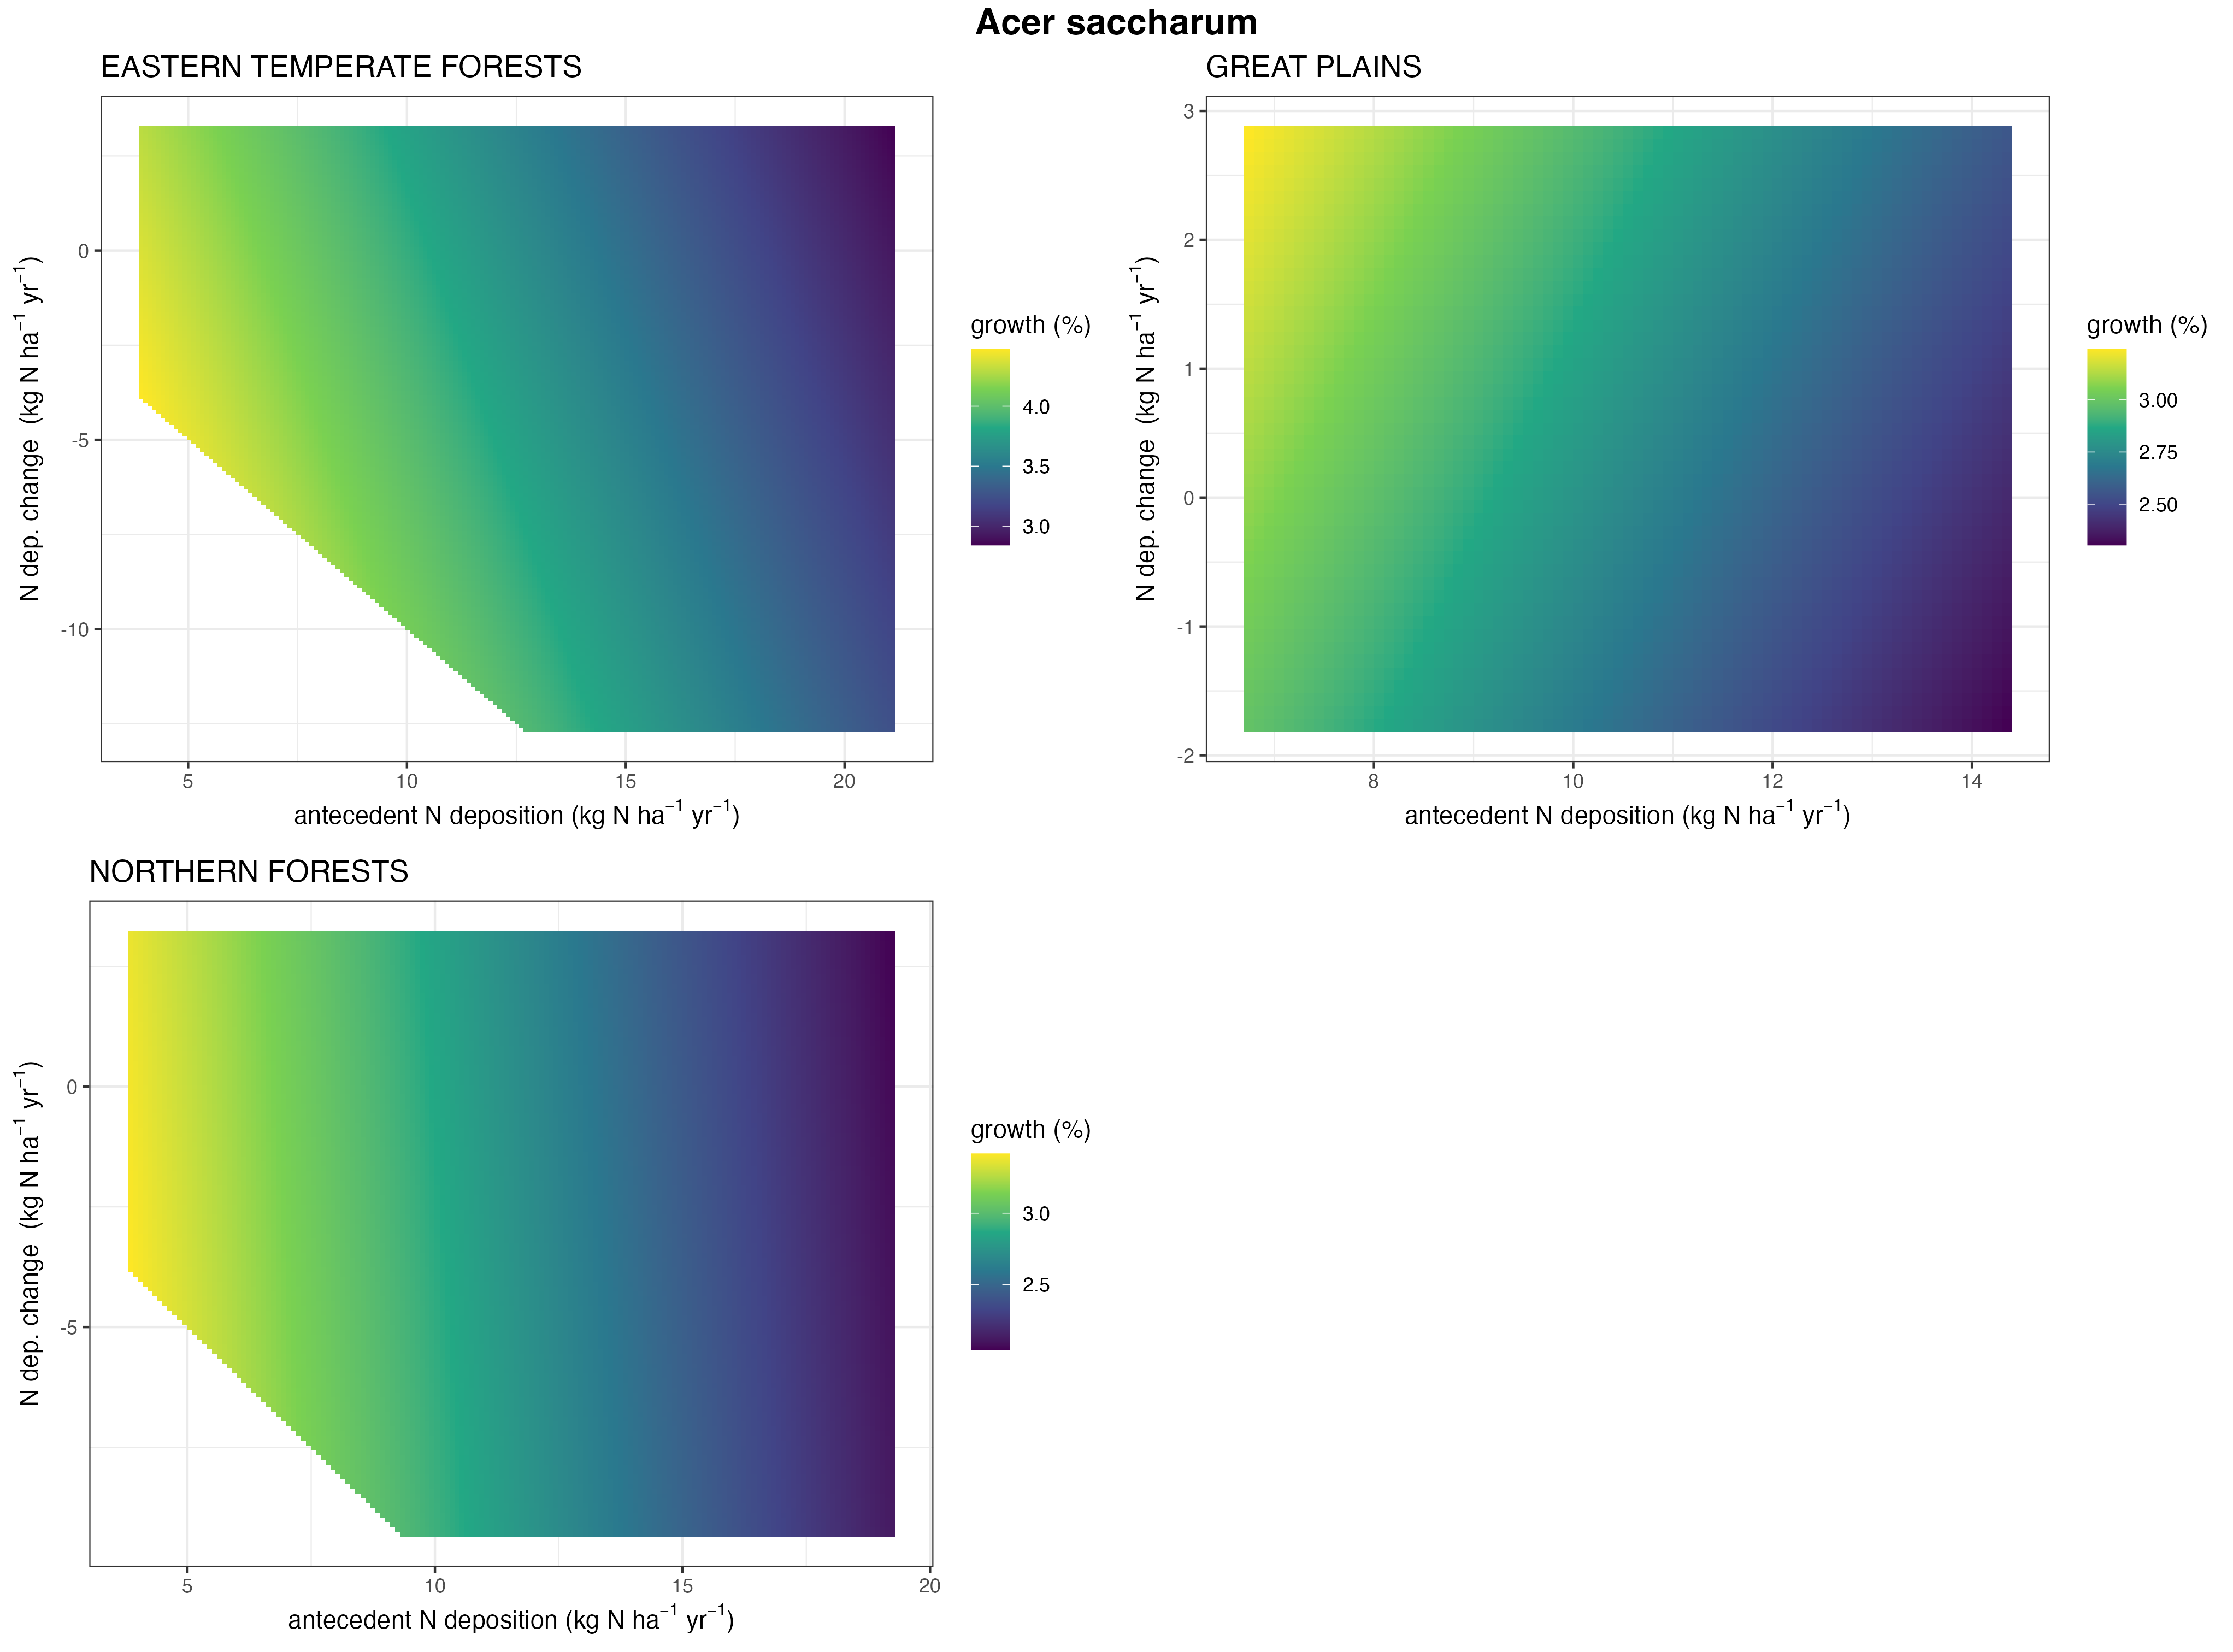 Acer saccharum
EASTERN TEMPERATE FORESTS
N dep. change (kg N ha⁻¹ yr⁻¹)
0
-5
-10
5 10 15 20
antecedent N deposition (kg N ha⁻¹ yr⁻¹)
growth (%)
4.0
3.5
3.0
GREAT PLAINS
N dep. change (kg N ha⁻¹ yr⁻¹)
3
2
1
0
-1
-2
8 10 12 14
antecedent N deposition (kg N ha⁻¹ yr⁻¹)
growth (%)
3.00
2.75
2.50
NORTHERN FORESTS
N dep. change (kg N ha⁻¹ yr⁻¹)
0
-5
5 10 15 20
antecedent N deposition (kg N ha⁻¹ yr⁻¹)
growth (%)
3.0
2.5